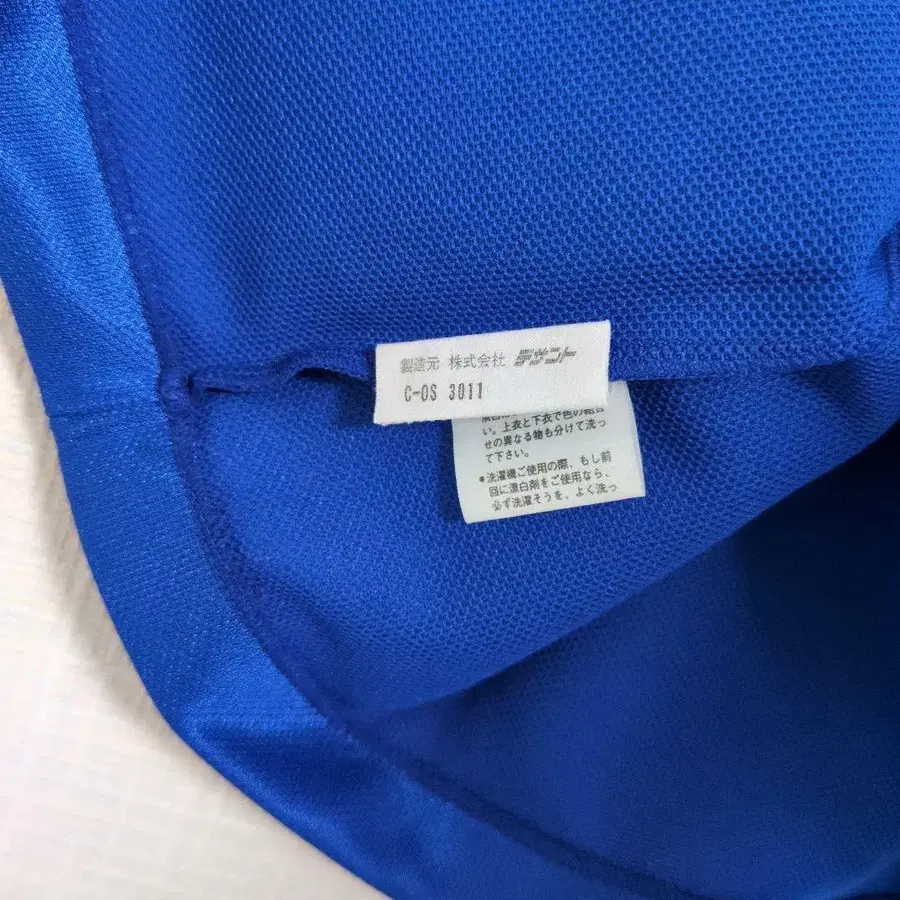 製造元 株式会社 デサント
C-OS 3011
い。上衣と下衣で色の組合
せの異なる物も分けて洗っ
て下さい。
●洗濯機ご使用の際、もし前
回に漂白剤をご使用なら、
必ず洗濯そうを、よく洗っ